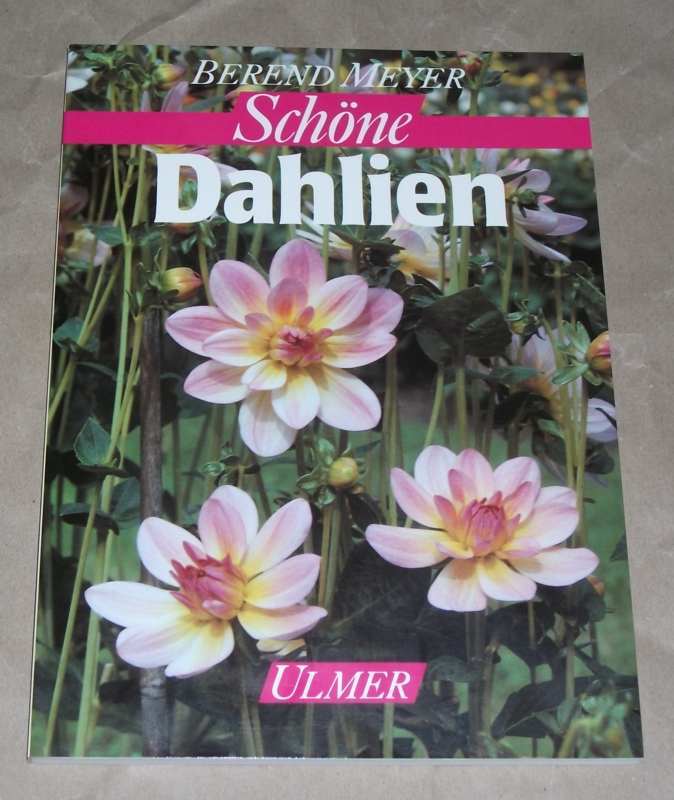 BEREND MEYER
Schöne
Dahlien
ULMER